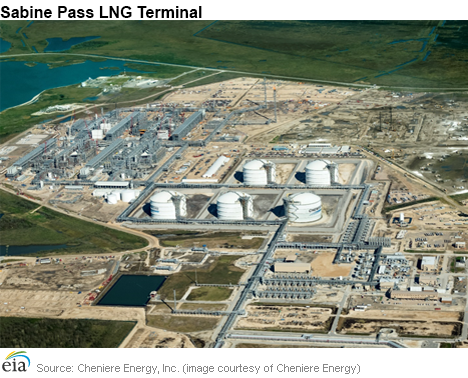 Sabine Pass LNG Terminal
eia Source: Cheniere Energy, Inc. (image courtesy of Cheniere Energy)